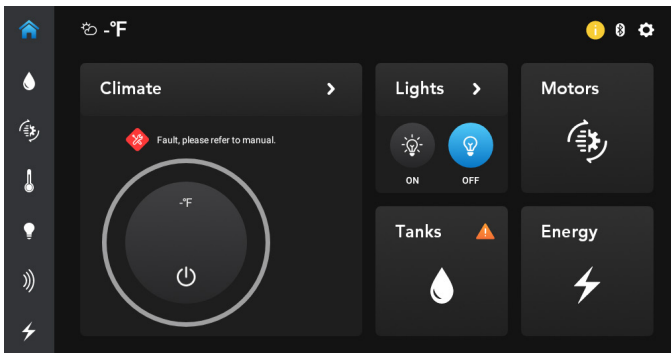 -°F
Climate
Lights
Motors
Fault, please refer to manual.
-°F
ON
OFF
Tanks
Energy